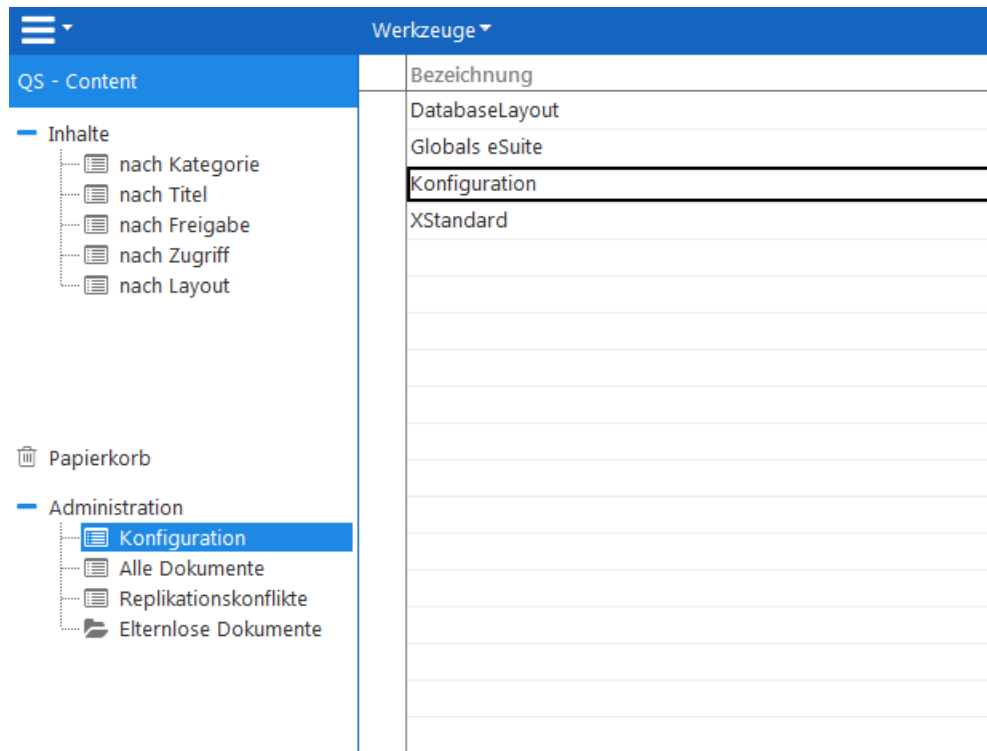 Werkzeuge
QS - Content
Inhalte
nach Kategorie
nach Titel
nach Freigabe
nach Zugriff
nach Layout
Papierkorb
Administration
Konfiguration
Alle Dokumente
Replikationskonflikte
Elternlose Dokumente
Bezeichnung
DatabaseLayout
Globals eSuite
Konfiguration
XStandard